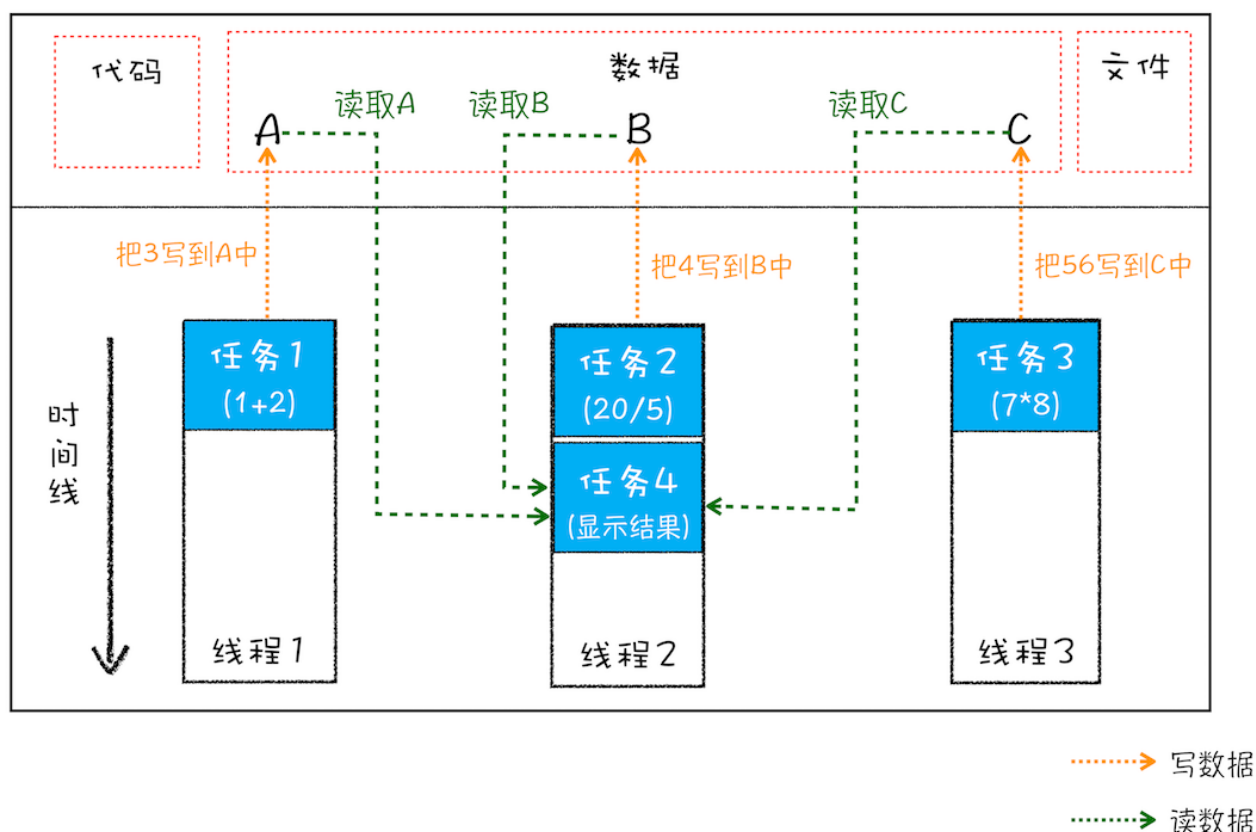 代码
数据
文件
读取A
读取B
读取C
A
B
C
把3写到A中
把4写到B中
把56写到C中
时间线
任务1
(1+2)
任务2
(20/5)
任务3
(7*8)
任务4
(显示结果)
线程1
线程2
线程3
写数据
读数据